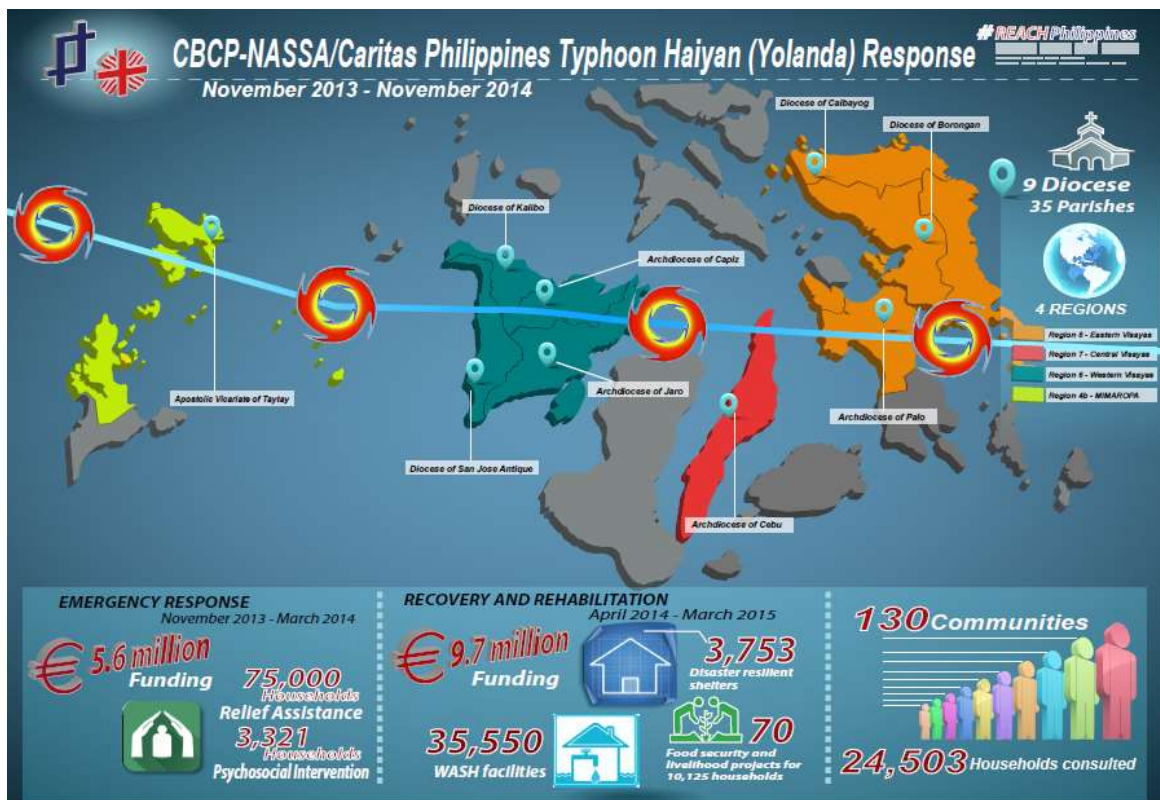 CBCP-NASSA/Caritas Philippines Typhoon Haiyan (Yolanda) Response
#REACHPhilippines
November 2013 - November 2014
Diocese of Calbayog
Diocese of Borongan
9 Diocese
35 Parishes
Diocese of Kalibo
Archdiocese of Capiz
4 REGIONS
Region 8 - Eastern Visayas
Region 7 - Central Visayas
Region 6 - Western Visayas
Region 4b - MIMAROPA
Apostolic Vicariate of Taytay
Archdiocese of Jaro
Archdiocese of Palo
Diocese of San Jose Antique
Archdiocese of Cebu
EMERGENCY RESPONSE
November 2013 - March 2014
€ 5.6 million
Funding
75,000
Households
Relief Assistance
3,321
Households
Psychosocial Intervention
RECOVERY AND REHABILITATION
April 2014 - March 2015
€ 9.7 million
Funding
3,753
Disaster resilient
shelters
35,550
WASH facilities
70
Food security and
livelihood projects for
10,125 households
130 Communities
24,503 Households consulted